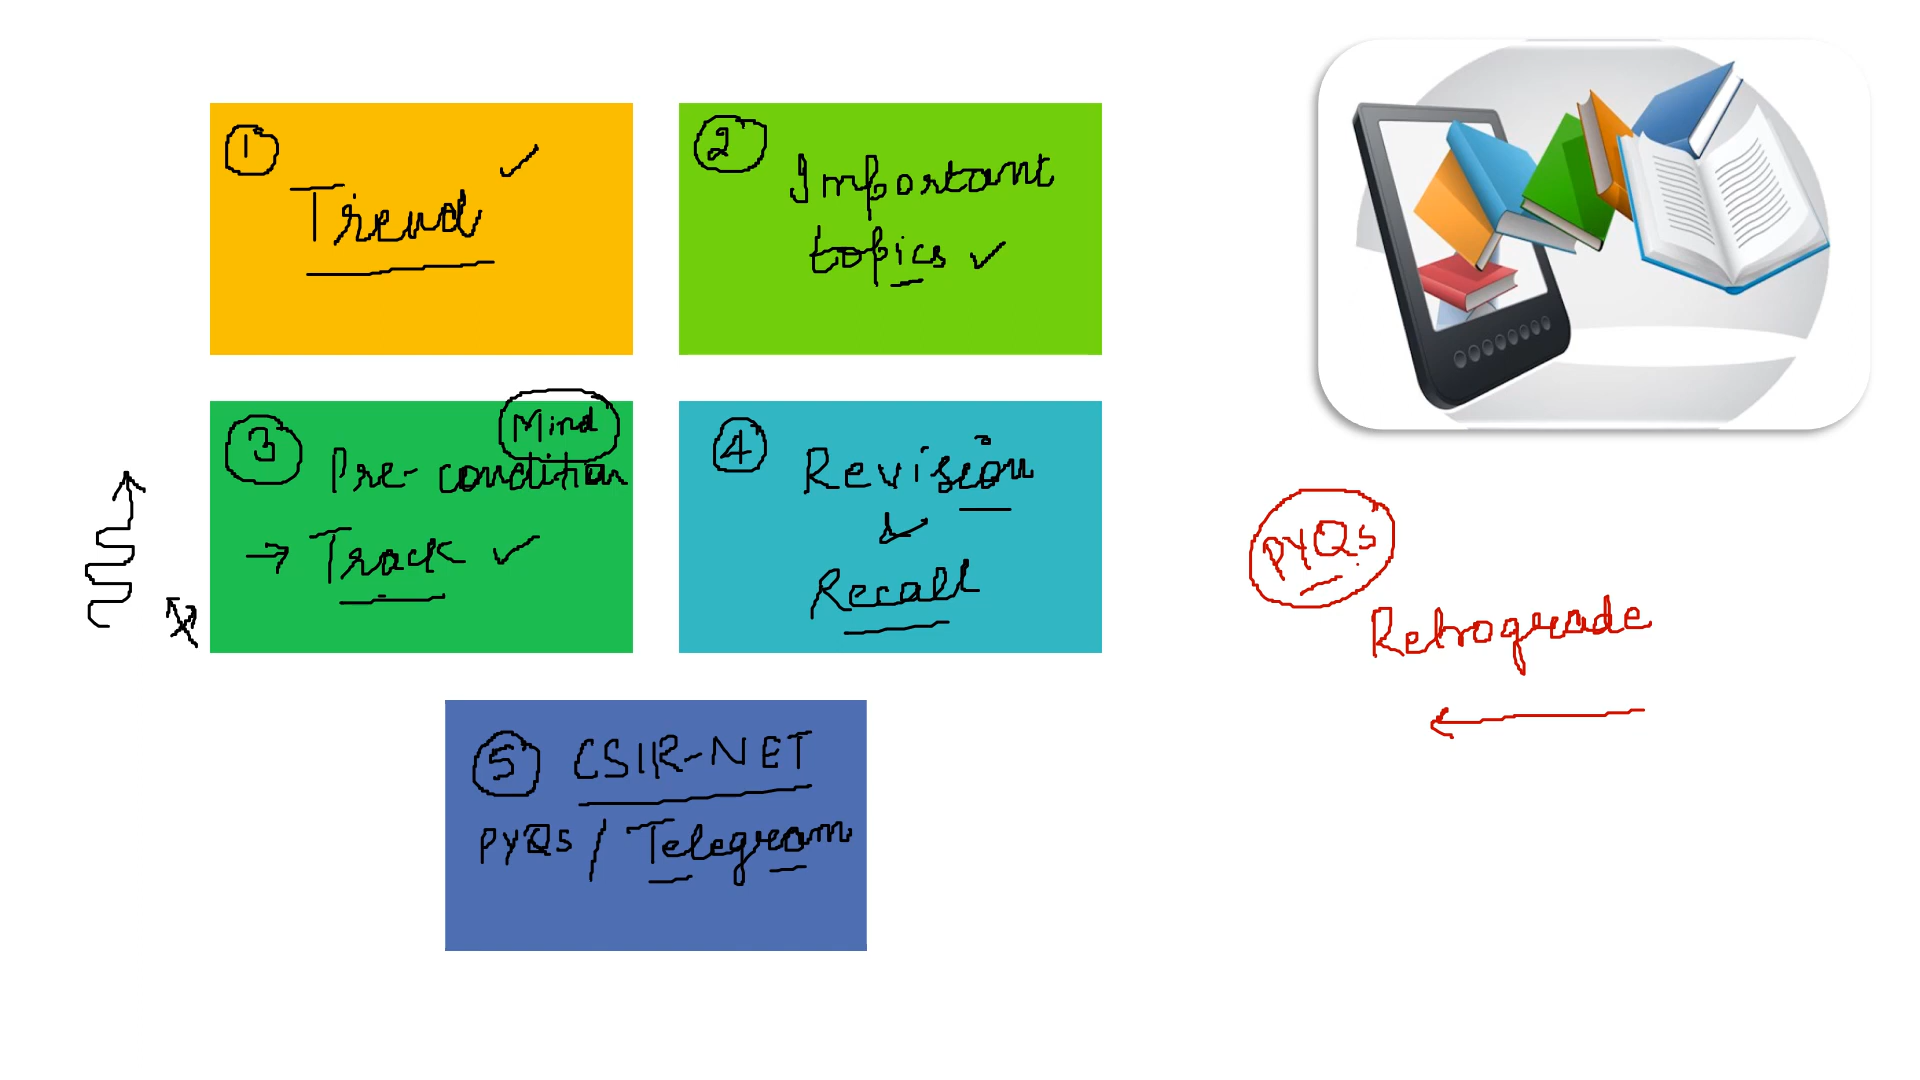 1
Trend
2
Important
topics
3
Mind
Pre-condition
→ Track
4
Revision
&
Recall
5 CSIR-NET
PYQs / Telegram
PYQs
Retrograde